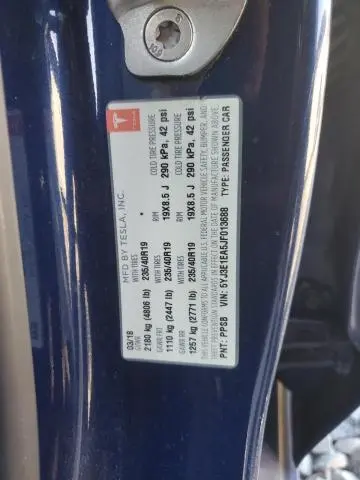 TESLA
03/18 MFD BY TESLA, INC.
GVWR WITH TIRES RIM COLD TIRE PRESSURE
2180 kg (4806 lb) 235/40R19 * 19X8.5 J 290 kPa, 42 psi
GAWR FRT WITH TIRES RIM COLD TIRE PRESSURE
1110 kg (2447 lb) 235/40R19 19X8.5 J 290 kPa, 42 psi
GAWR RR WITH TIRES
1257 kg (2771 lb) 235/40R19
THIS VEHICLE CONFORMS TO ALL APPLICABLE U.S. FEDERAL MOTOR VEHICLE SAFETY, BUMPER, AND
THEFT PREVENTION STANDARDS IN EFFECT ON THE DATE OF MANUFACTURE SHOWN ABOVE.
PNT: PPSB VIN: 5YJ3E1EA5JF013688 TYPE: PASSENGER CAR